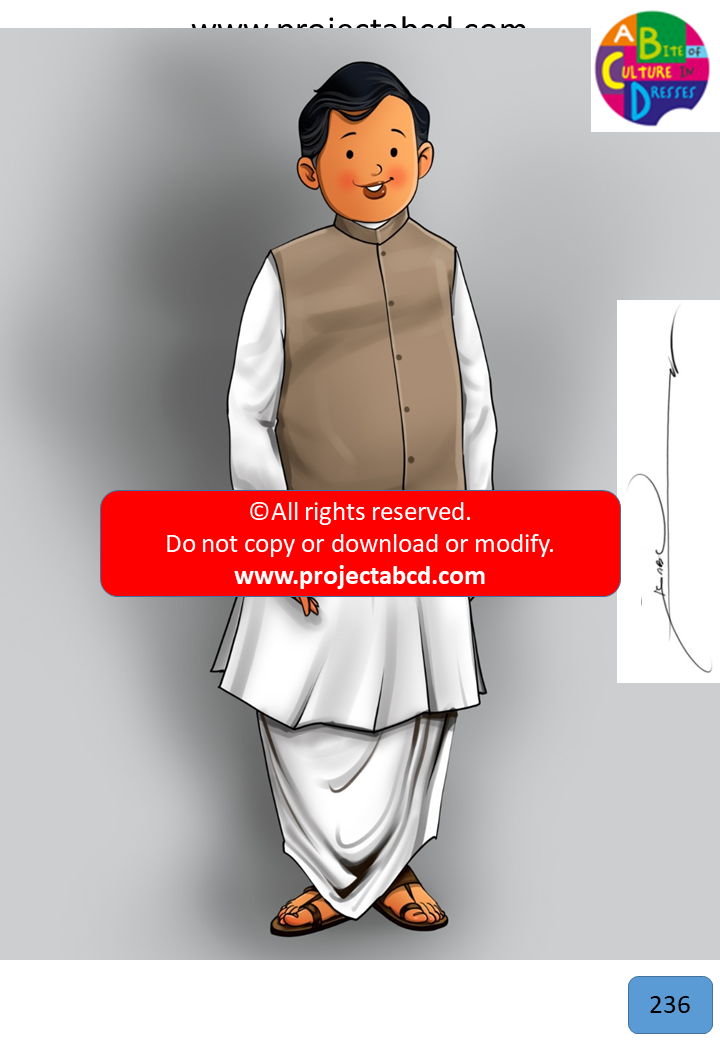 www.projectabcd.com
A BITE OF
CULTURE IN
DRESSES
©All rights reserved.
Do not copy or download or modify.
www.projectabcd.com
236